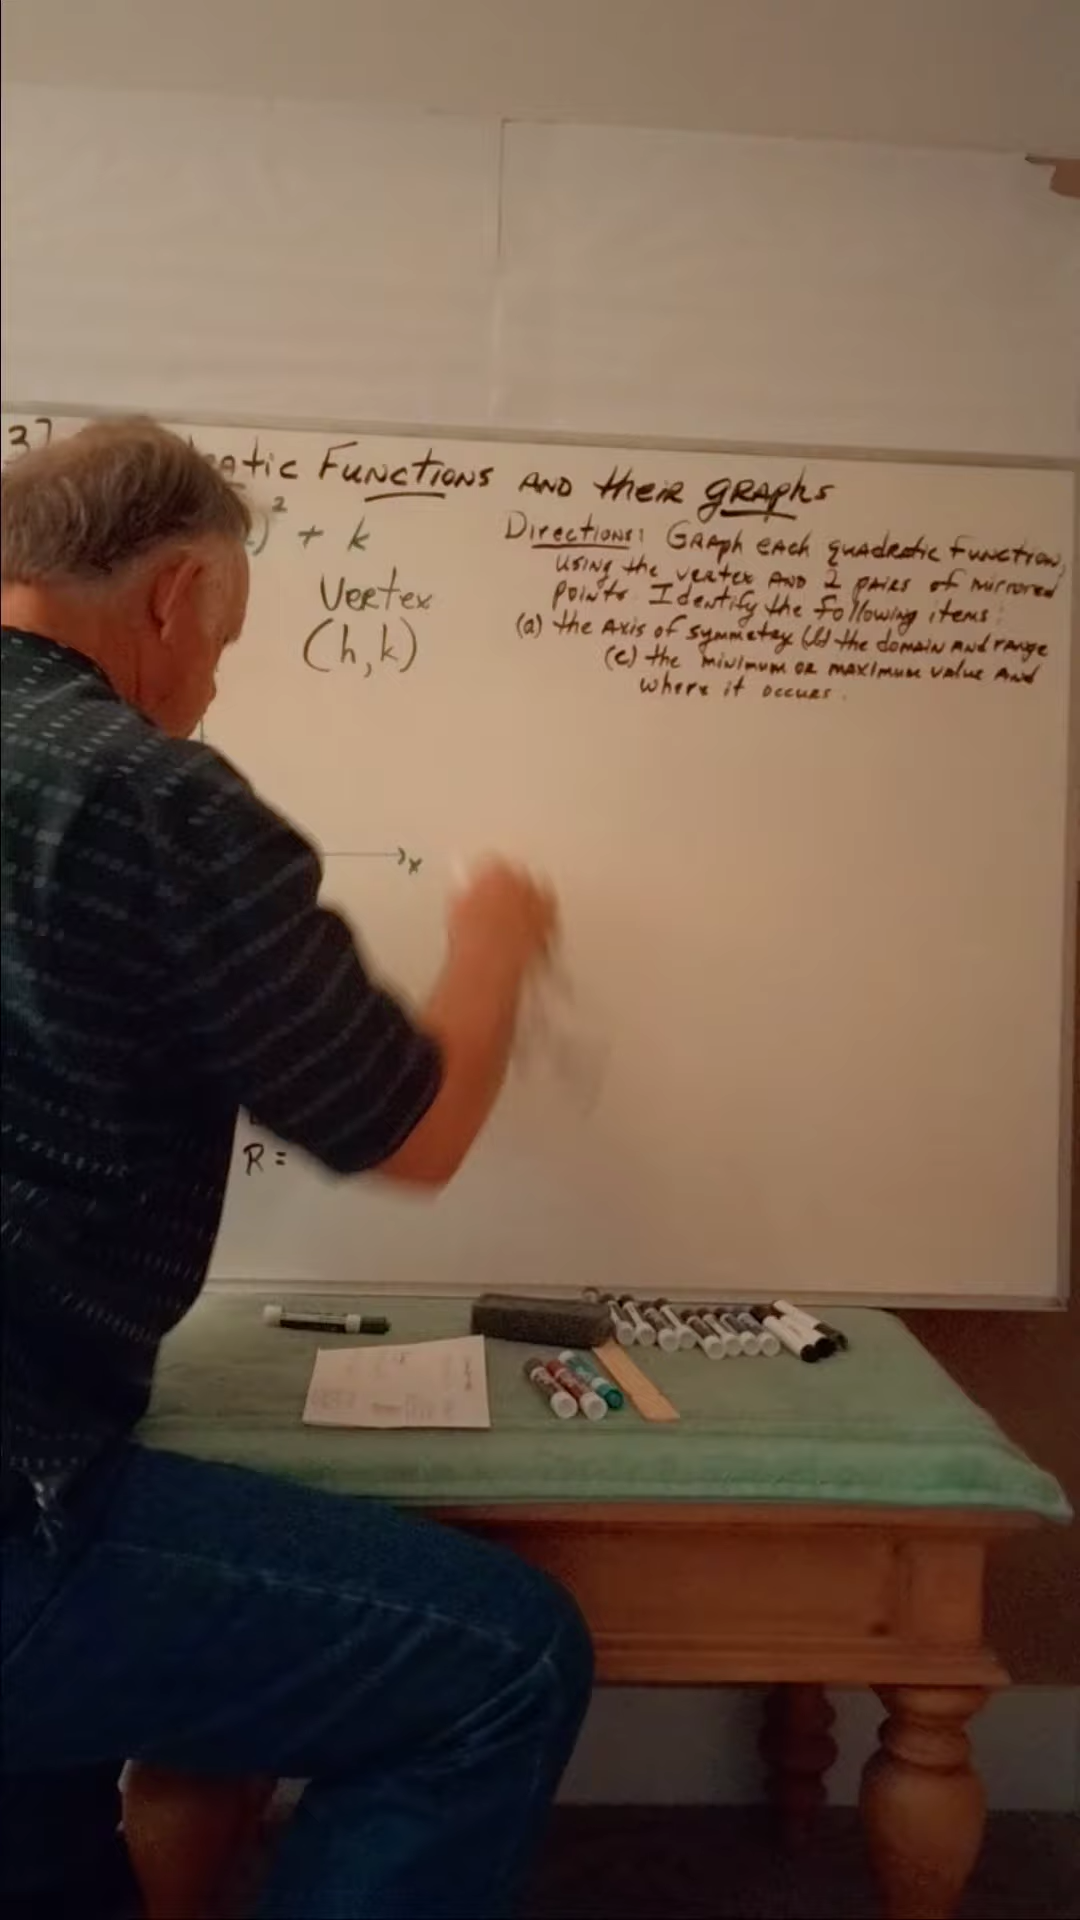 37 atic Functions AND their graphs
)² + k
Vertex
(h,k)
Directions: Graph each quadratic Function,
using the vertex AND 2 pairs of mirrored
points. Identify the following items:
(a) the Axis of symmetry (b) the domain and range
(c) the minimum or maximum value AND
where it occurs.
x
R =